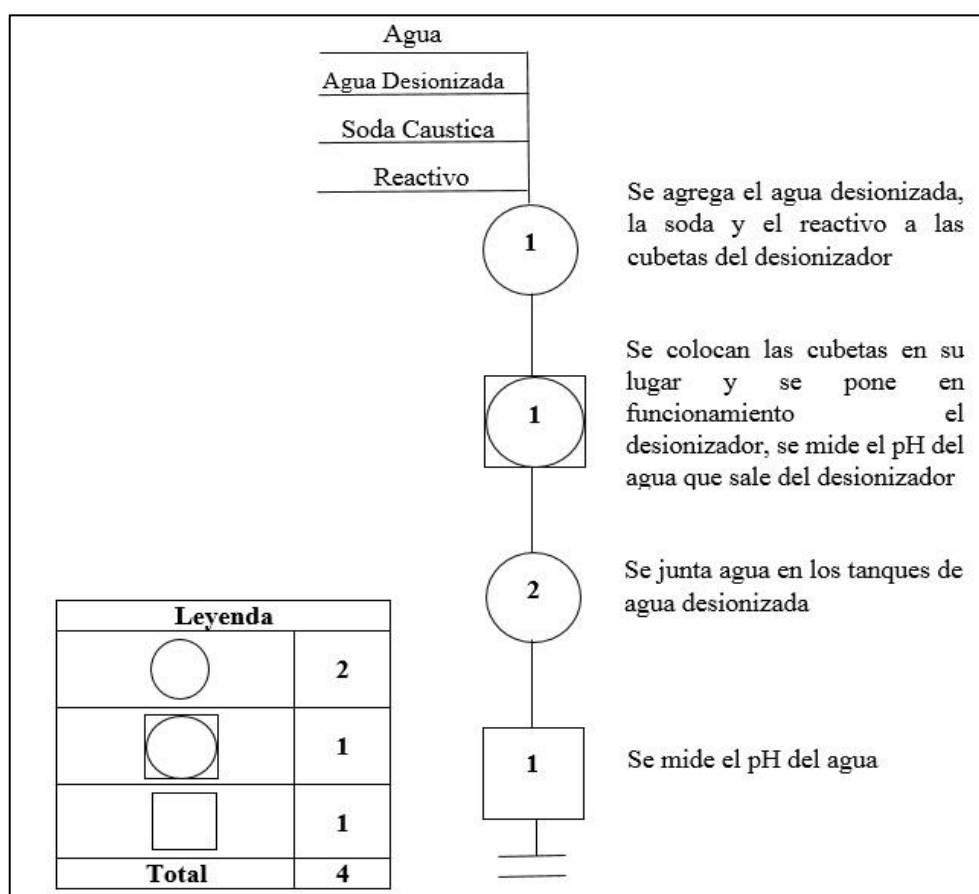 Agua
Agua Desionizada
Soda Caustica
Reactivo
1
Se agrega el agua desionizada,
la soda y el reactivo a las
cubetas del desionizador
1
Se colocan las cubetas en su
lugar y se pone en
funcionamiento el
desionizador, se mide el pH del
agua que sale del desionizador
2
Se junta agua en los tanques de
agua desionizada
1
Se mide el pH del agua
Leyenda
2
1
1
Total 4